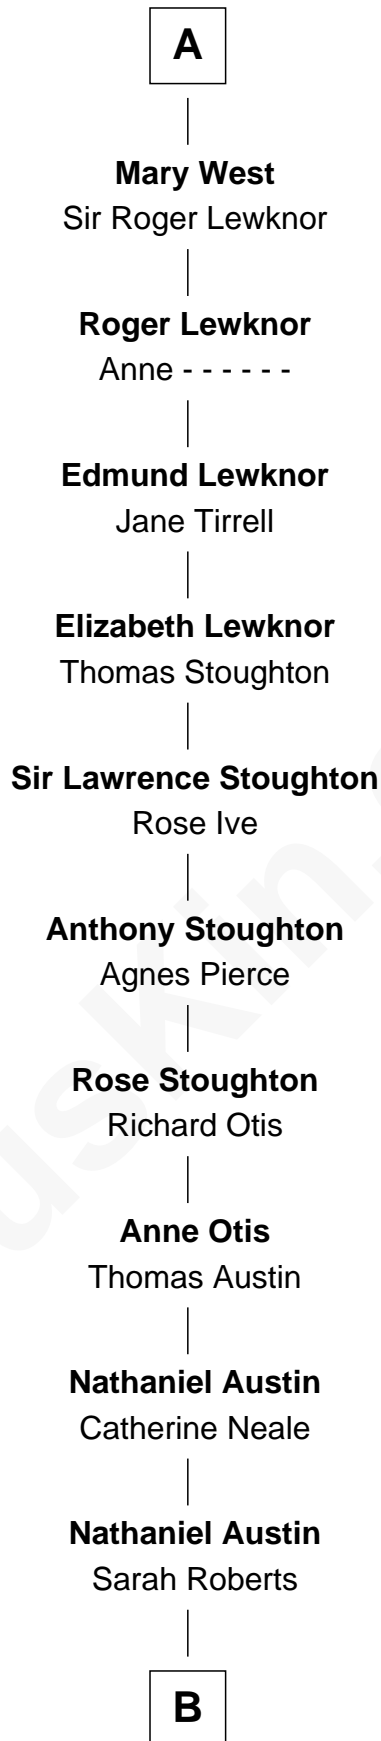 A
Mary West
Sir Roger Lewknor
Roger Lewknor
Anne - - - - - -
Edmund Lewknor
Jane Tirrell
Elizabeth Lewknor
Thomas Stoughton
Sir Lawrence Stoughton
Rose Ive
Anthony Stoughton
Agnes Pierce
Rose Stoughton
Richard Otis
Anne Otis
Thomas Austin
Nathaniel Austin
Catherine Neale
Nathaniel Austin
Sarah Roberts
B